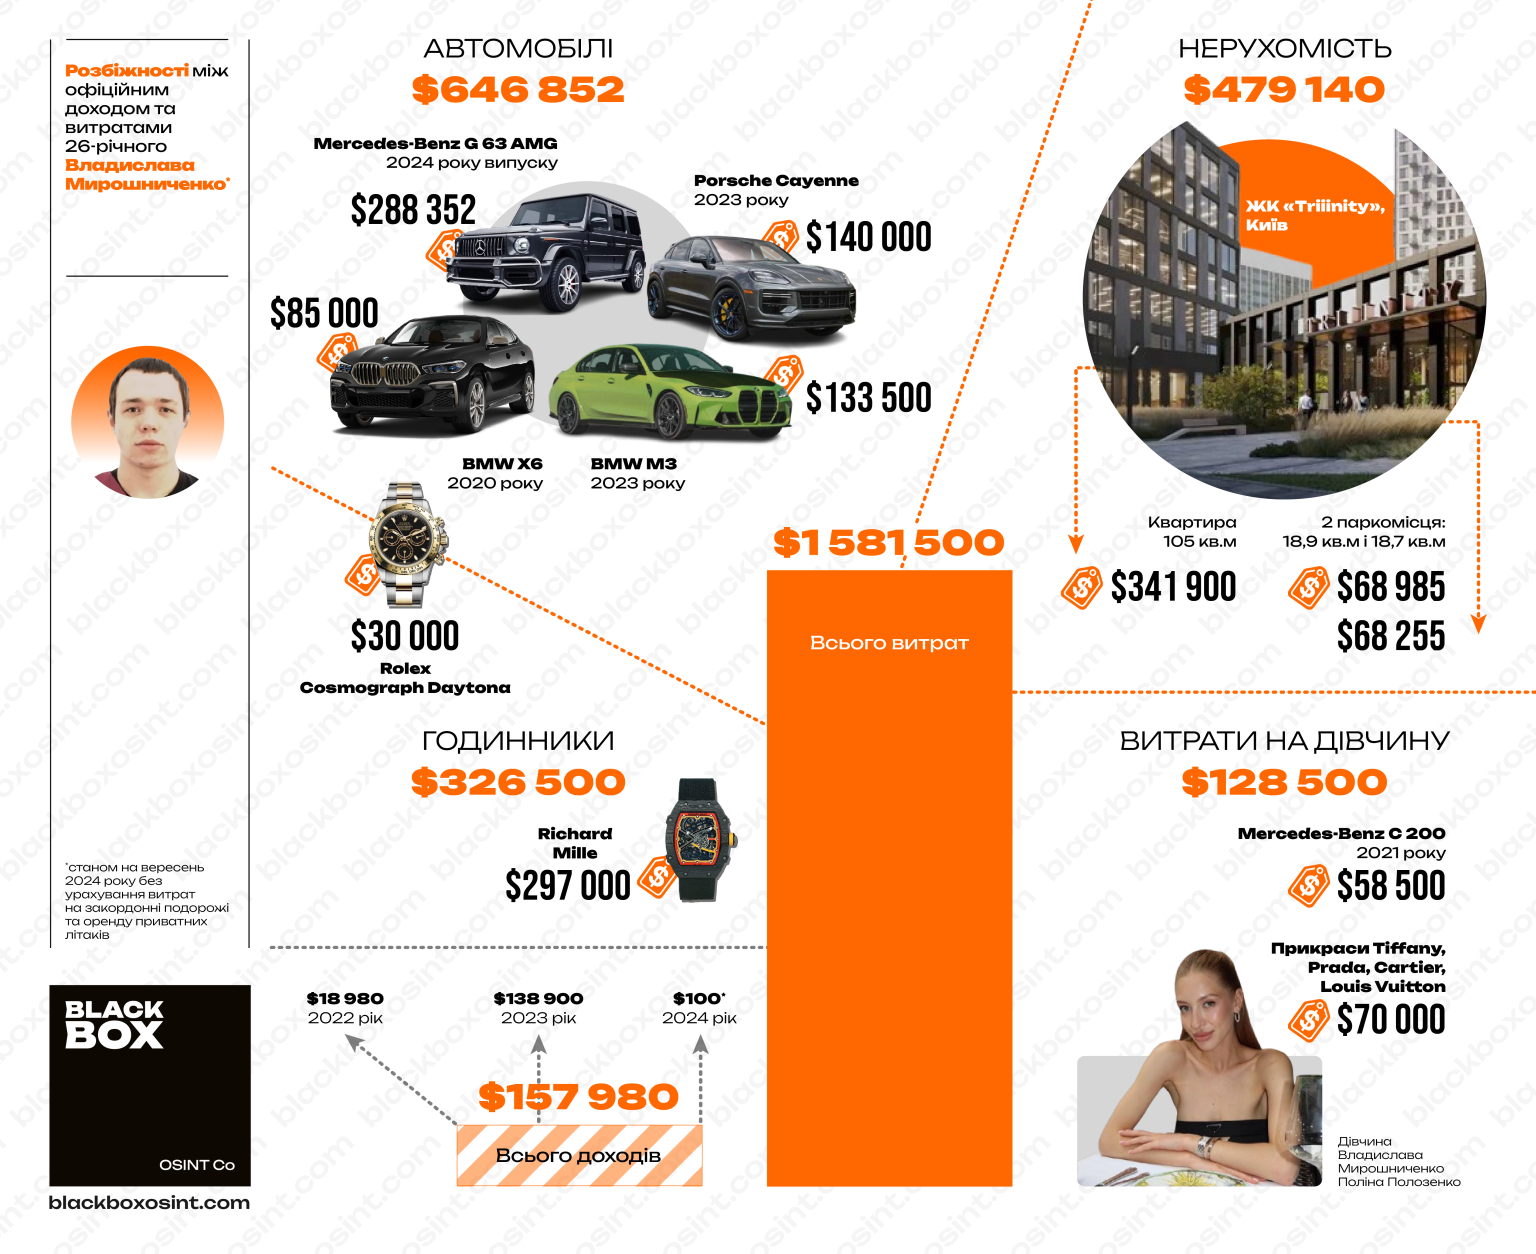 Розбіжності між
офіційним
доходом та
витратами
26-річного
Владислава
Мирошниченко*
*станом на вересень
2024 року без
урахування витрат
на закордонні подорожі
та оренду приватних
літаків
BLACK
BOX
OSINT Co
blackboxosint.com
АВТОМОБІЛІ
$646 852
Mercedes-Benz G 63 AMG
2024 року випуску
$288 352
Porsche Cayenne
2023 року
$140 000
$85 000
BMW X6
2020 року
$133 500
BMW M3
2023 року
$30 000
Rolex
Cosmograph Daytona
ГОДИННИКИ
$326 500
Richard
Mille
$297 000
$18 980
2022 рік
$138 900
2023 рік
$100*
2024 рік
$157 980
Всього доходів
$1 581 500
Всього витрат
НЕРУХОМІСТЬ
$479 140
ЖК «Triiinity»,
Київ
TRIIINITY
Квартира
105 кв.м
$341 900
2 паркомісця:
18,9 кв.м і 18,7 кв.м
$68 985
$68 255
ВИТРАТИ НА ДІВЧИНУ
$128 500
Mercedes-Benz C 200
2021 року
$58 500
Прикраси Tiffany,
Prada, Cartier,
Louis Vuitton
$70 000
Дівчина
Владислава
Мирошниченко
Поліна Полозенко